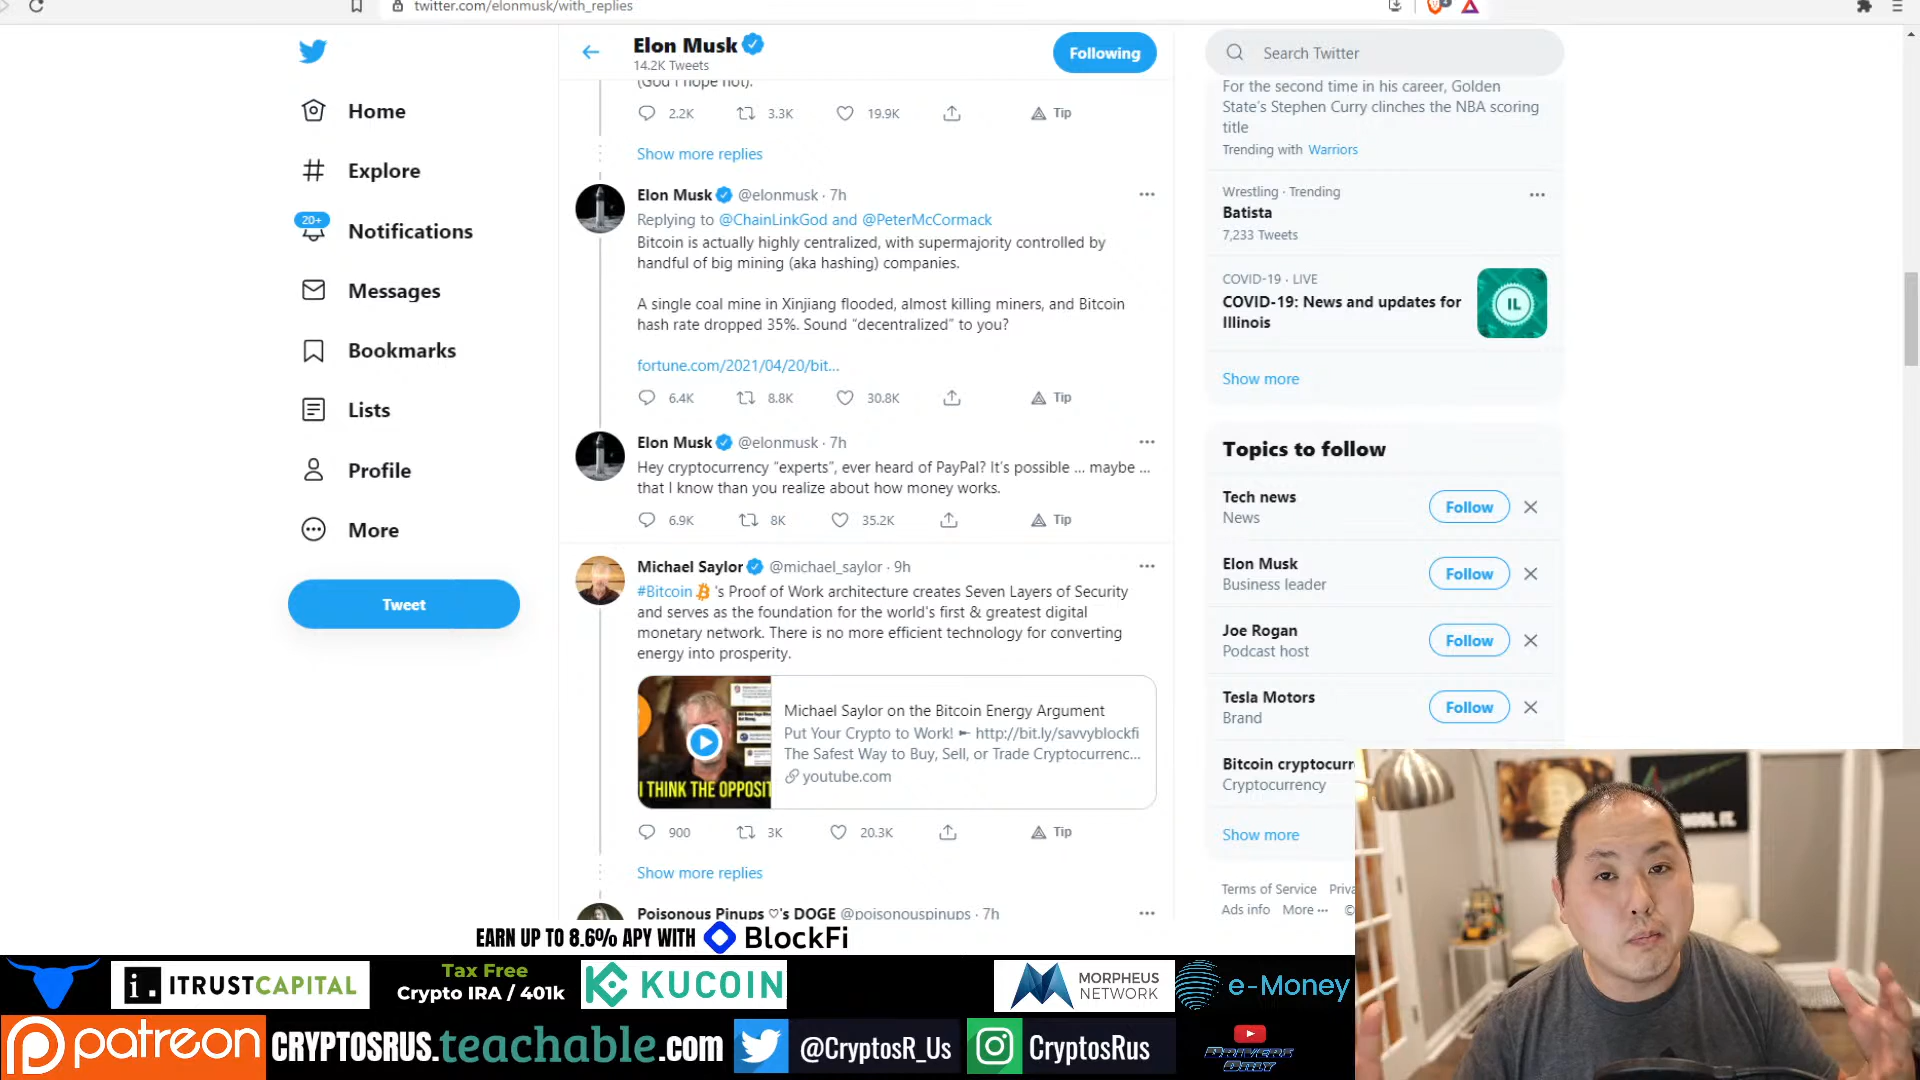 twitter.com/elonmusk/with_replies
Elon Musk
14.2K Tweets
Following
Search Twitter
Home
Explore
20+
Notifications
Messages
Bookmarks
Lists
Profile
More
Tweet
(God I hope not).
2.2K 3.3K 19.9K Tip
Show more replies
Elon Musk @elonmusk · 7h
Replying to @ChainLinkGod and @PeterMcCormack
Bitcoin is actually highly centralized, with supermajority controlled by
handful of big mining (aka hashing) companies.
A single coal mine in Xinjiang flooded, almost killing miners, and Bitcoin
hash rate dropped 35%. Sound “decentralized” to you?
fortune.com/2021/04/20/bit...
6.4K 8.8K 30.8K Tip
Elon Musk @elonmusk · 7h
Hey cryptocurrency “experts”, ever heard of PayPal? It’s possible ... maybe ...
that I know than you realize about how money works.
6.9K 8K 35.2K Tip
Michael Saylor @michael_saylor · 9h
#Bitcoin 's Proof of Work architecture creates Seven Layers of Security
and serves as the foundation for the world's first & greatest digital
monetary network. There is no more efficient technology for converting
energy into prosperity.
I THINK THE OPPOSIT
Michael Saylor on the Bitcoin Energy Argument
Put Your Crypto to Work! ► http://bit.ly/savvyblockfi
The Safest Way to Buy, Sell, or Trade Cryptocurrenc...
youtube.com
900 3K 20.3K Tip
Show more replies
Poisonous Pinups ♡'s DOGE @poisonouspinups · 7h
For the second time in his career, Golden
State's Stephen Curry clinches the NBA scoring
title
Trending with Warriors
Wrestling · Trending
Batista
7,233 Tweets
COVID-19 · LIVE
COVID-19: News and updates for
Illinois
IL
Show more
Topics to follow
Tech news
News
Follow
Elon Musk
Business leader
Follow
Joe Rogan
Podcast host
Follow
Tesla Motors
Brand
Follow
Bitcoin cryptocurr
Cryptocurrency
Show more
Terms of Service Priva
Ads info More ··· ©
EARN UP TO 8.6% APY WITH BlockFi
i. ITRUSTCAPITAL
Tax Free
Crypto IRA / 401k
KUCOIN
MORPHEUS
NETWORK
e-Money
patreon
CRYPTOSRUS.teachable.com
@CryptosR_Us
CryptosRus
DRIVERS
ONLY